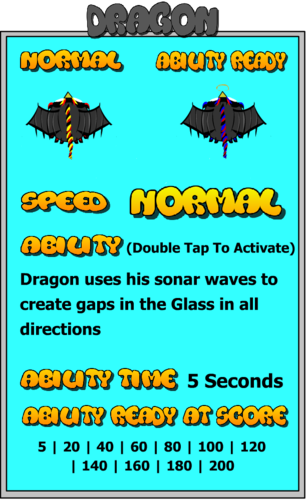 DRAGON
NORMAL ABILITY READY
SPEED NORMAL
ABILITY (Double Tap To Activate)
Dragon uses his sonar waves to
create gaps in the Glass in all
directions
ABILITY TIME 5 Seconds
ABILITY READY AT SCORE
5 | 20 | 40 | 60 | 80 | 100 | 120
| 140 | 160 | 180 | 200